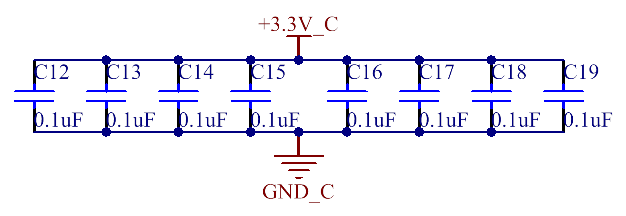 +3.3V_C
C12 C13 C14 C15 C16 C17 C18 C19
0.1uF 0.1uF 0.1uF 0.1uF 0.1uF 0.1uF 0.1uF 0.1uF
GND_C